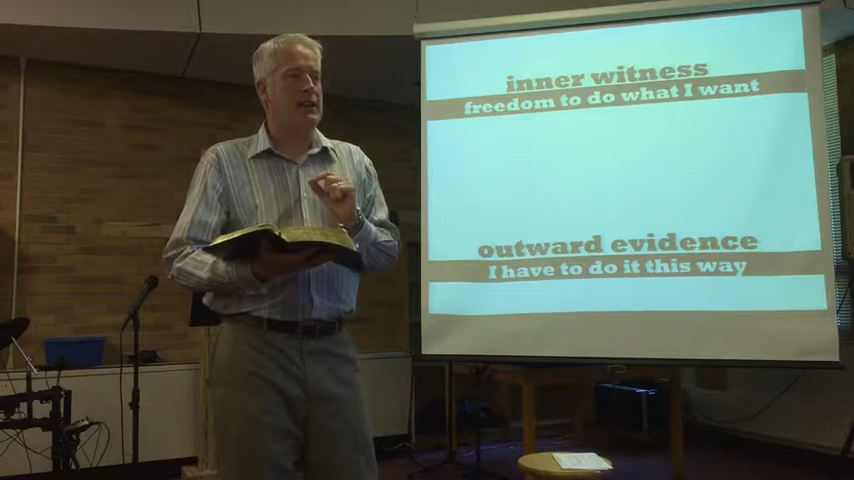 inner witness
freedom to do what I want
outward evidence
I have to do it this way